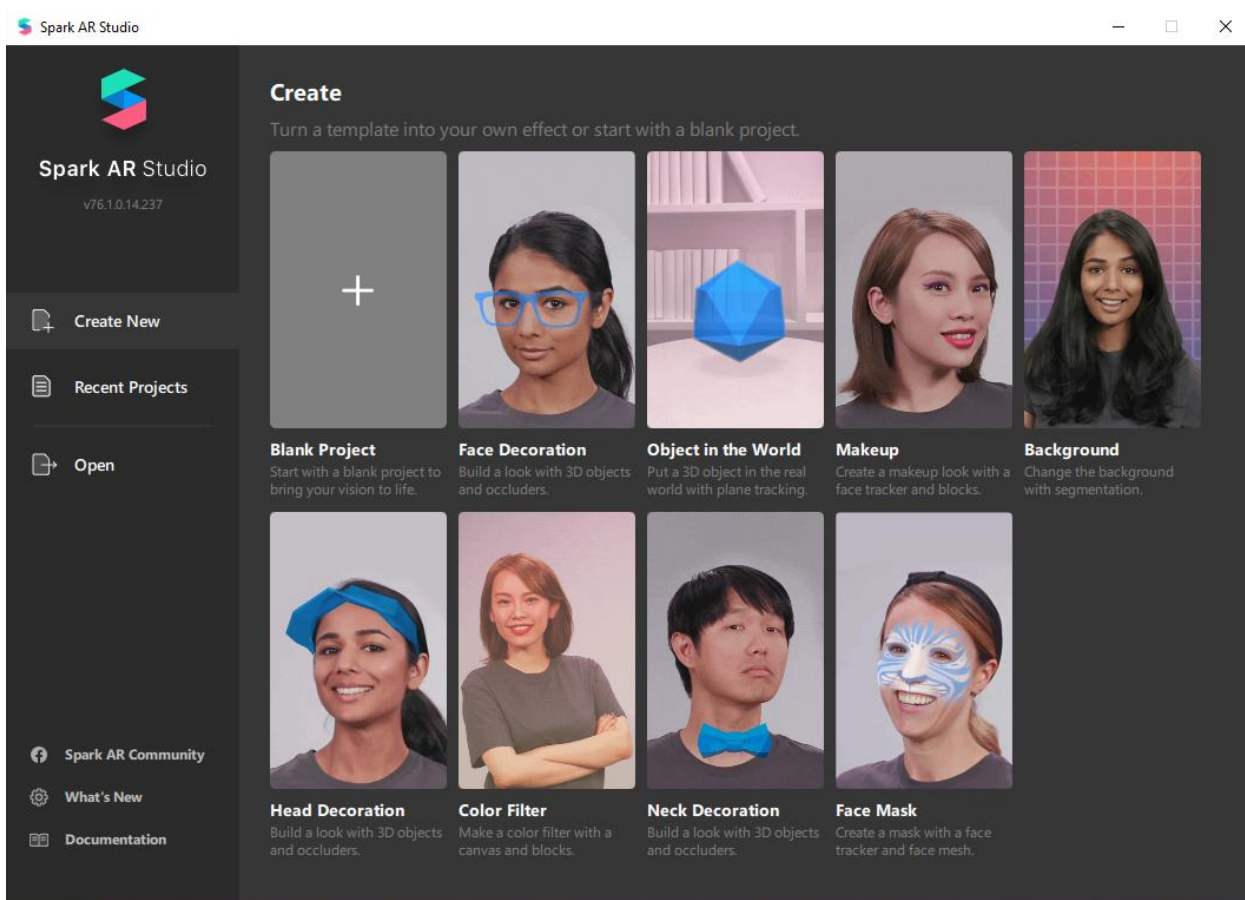 Spark AR Studio
Spark AR Studio
v76.1.0.14.237
Create New
Recent Projects
Open
Spark AR Community
What's New
Documentation
Create
Turn a template into your own effect or start with a blank project.
Blank Project
Start with a blank project to
bring your vision to life.
Face Decoration
Build a look with 3D objects
and occluders.
Object in the World
Put a 3D object in the real
world with plane tracking.
Makeup
Create a makeup look with a
face tracker and blocks.
Background
Change the background
with segmentation.
Head Decoration
Build a look with 3D objects
and occluders.
Color Filter
Make a color filter with a
canvas and blocks.
Neck Decoration
Build a look with 3D objects
and occluders.
Face Mask
Create a mask with a face
tracker and face mesh.